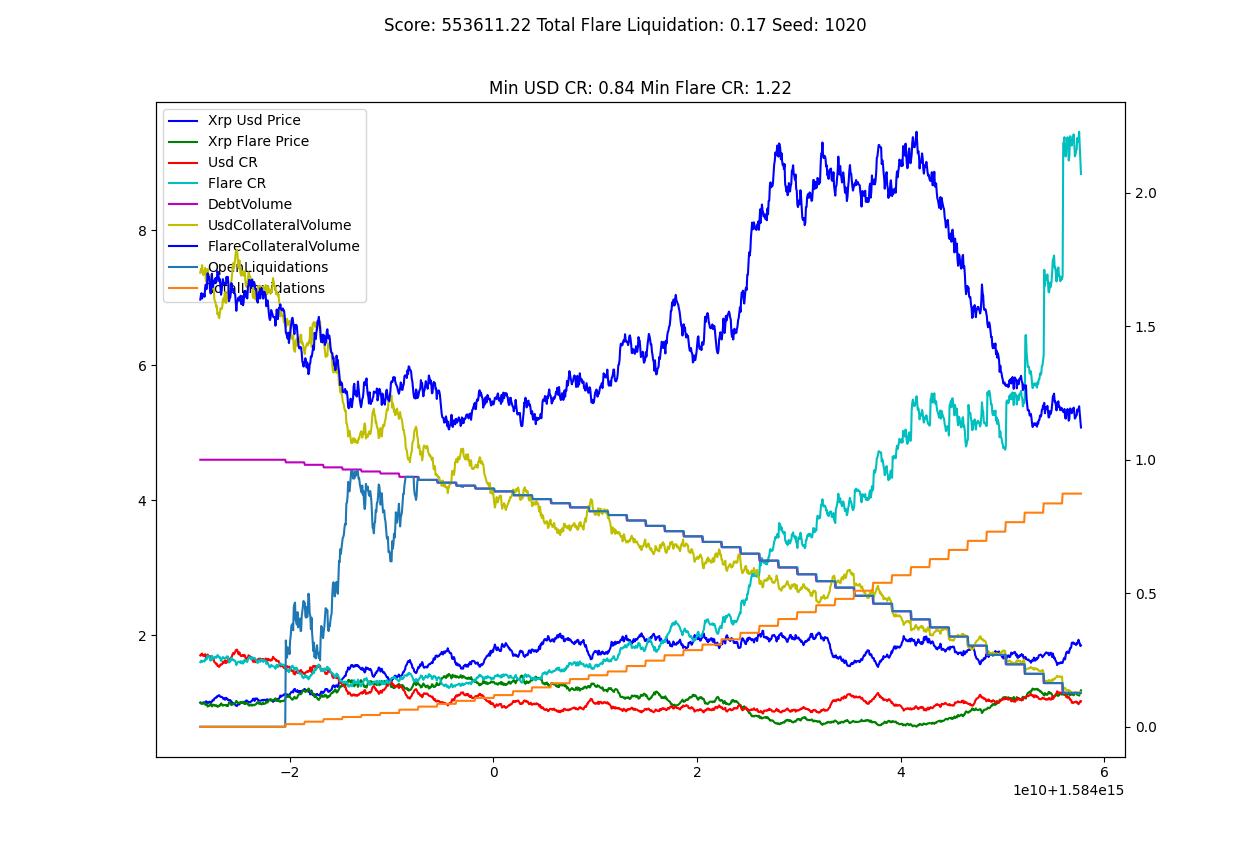 Score: 553611.22 Total Flare Liquidation: 0.17 Seed: 1020
Min USD CR: 0.84 Min Flare CR: 1.22
Xrp Usd Price
Xrp Flare Price
Usd CR
Flare CR
DebtVolume
UsdCollateralVolume
FlareCollateralVolume
OpenLiquidations
TotalLiquidations
8
6
4
2
2.0
1.5
1.0
0.5
0.0
−2
0
2
4
6
1e10+1.584e15